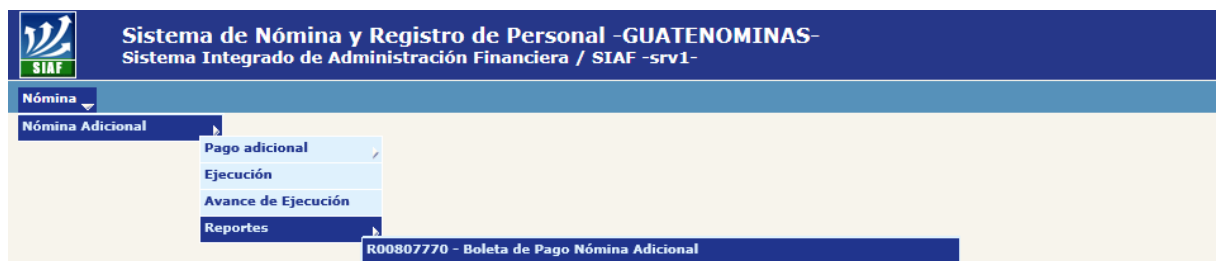 Sistema de Nómina y Registro de Personal -GUATENOMINAS-
Sistema Integrado de Administración Financiera / SIAF -srv1-
SIAF
Nómina
Nómina Adicional
Pago adicional
Ejecución
Avance de Ejecución
Reportes
R00807770 - Boleta de Pago Nómina Adicional